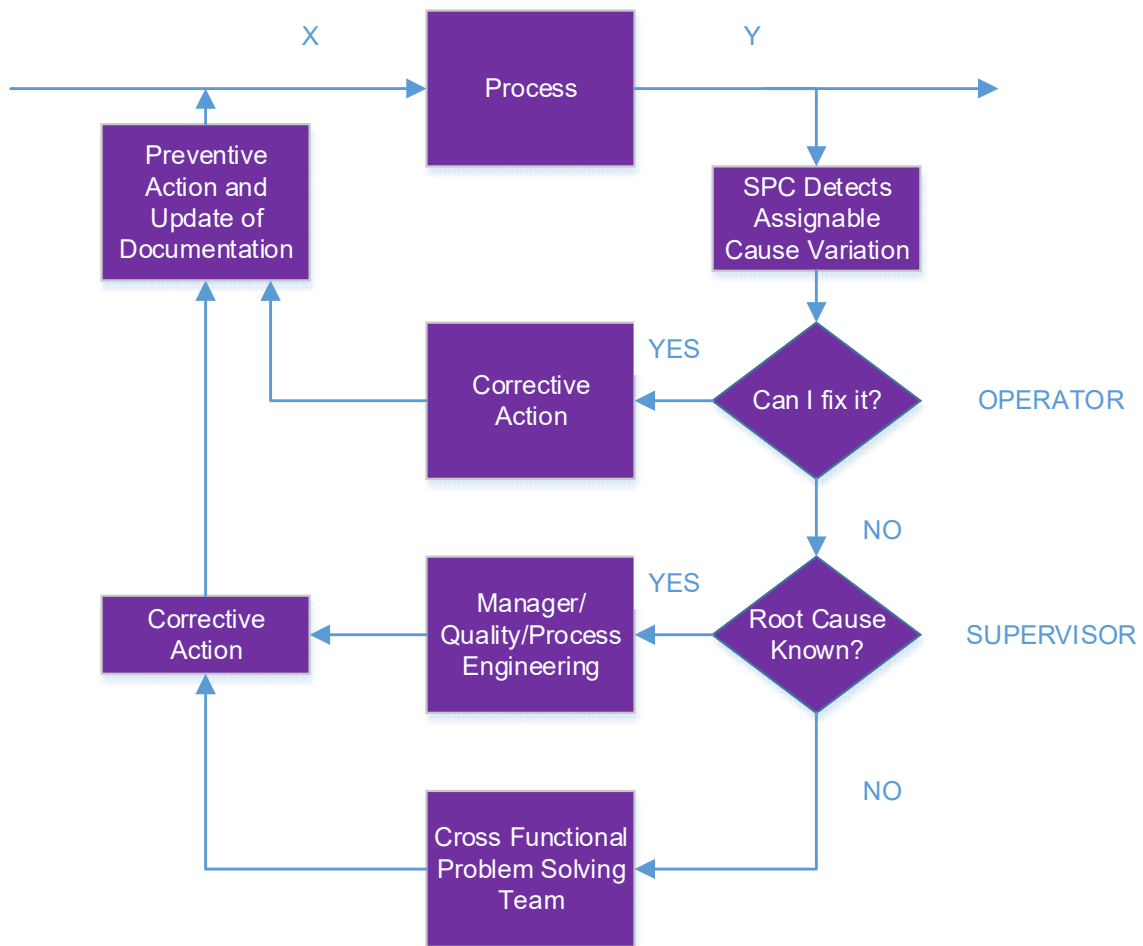 X
Y
Process
Preventive
Action and
Update of
Documentation
SPC Detects
Assignable
Cause Variation
YES
Corrective
Action
Can I fix it?
OPERATOR
NO
YES
Corrective
Action
Manager/
Quality/Process
Engineering
Root Cause
Known?
SUPERVISOR
NO
Cross Functional
Problem Solving
Team